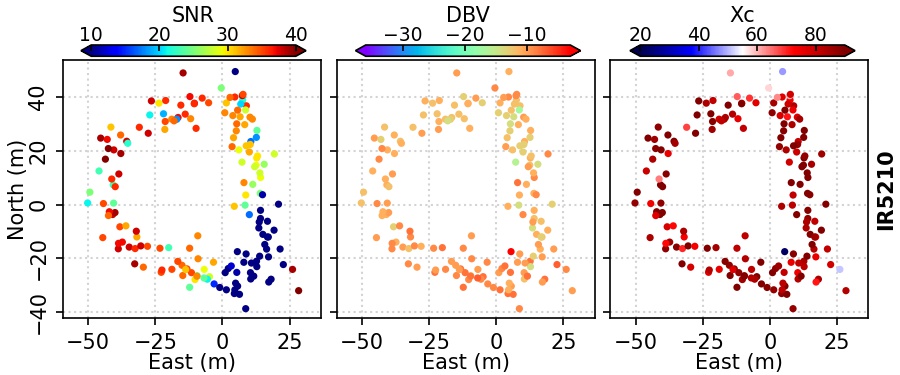 SNR DBV Xc
10 20 30 40 −30 −20 −10 20 40 60 80
40
20
0
−20
−40
North (m)
−50 −25 0 25 −50 −25 0 25 −50 −25 0 25
East (m) East (m) East (m)
IR5210